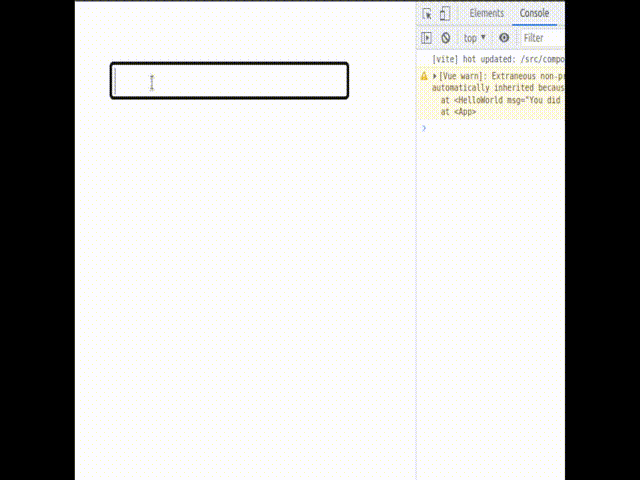 Elements Console
top Filter
[vite] hot updated: /src/compo
[Vue warn]: Extraneous non-pr
automatically inherited becaus
at <HelloWorld msg="You did
at <App>